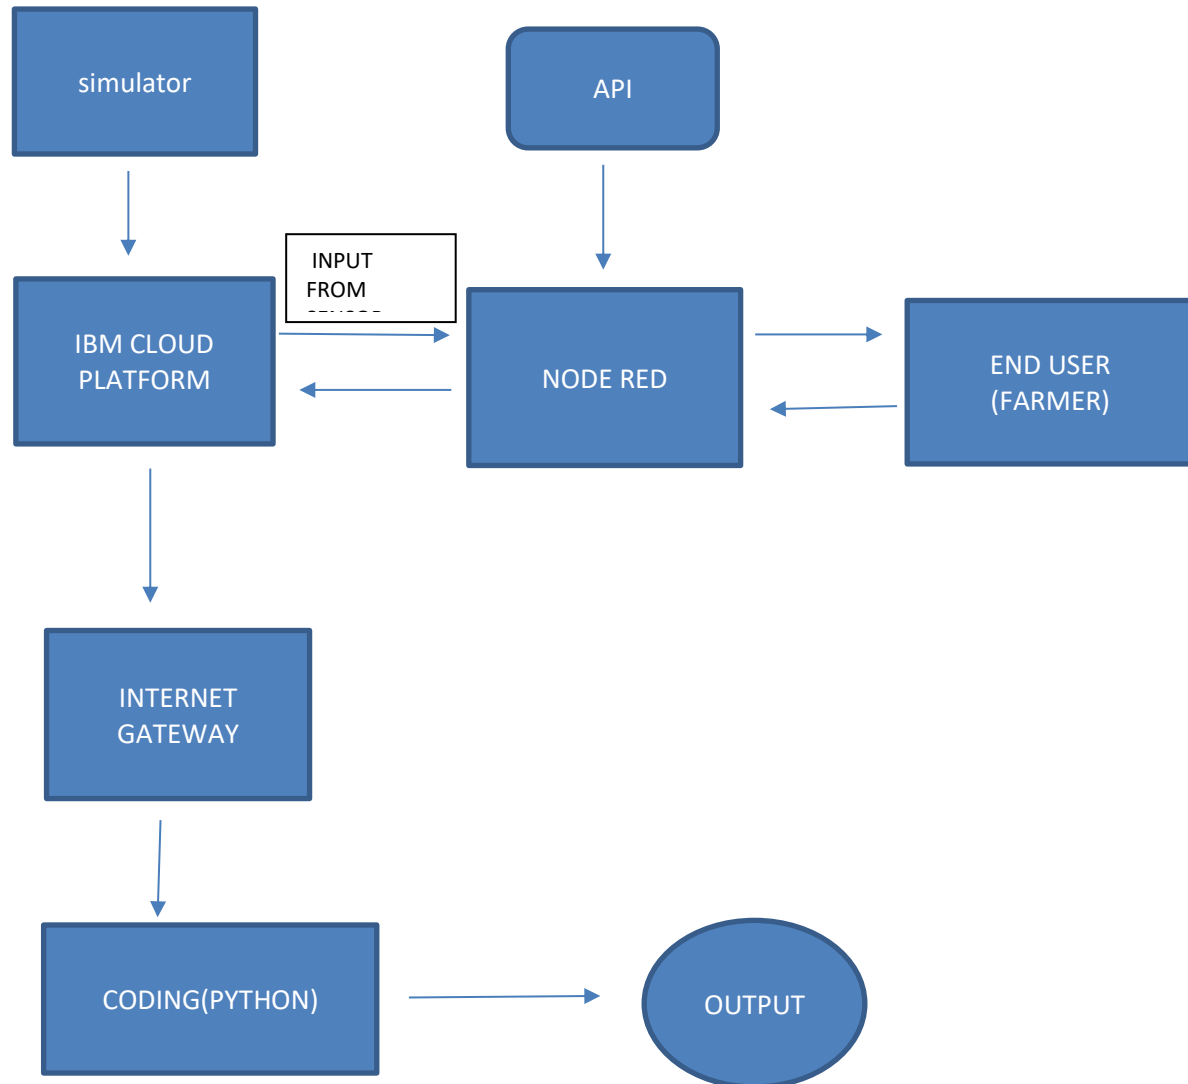 simulator
API
INPUT
FROM
IBM CLOUD
PLATFORM
NODE RED
END USER
(FARMER)
INTERNET
GATEWAY
CODING(PYTHON)
OUTPUT